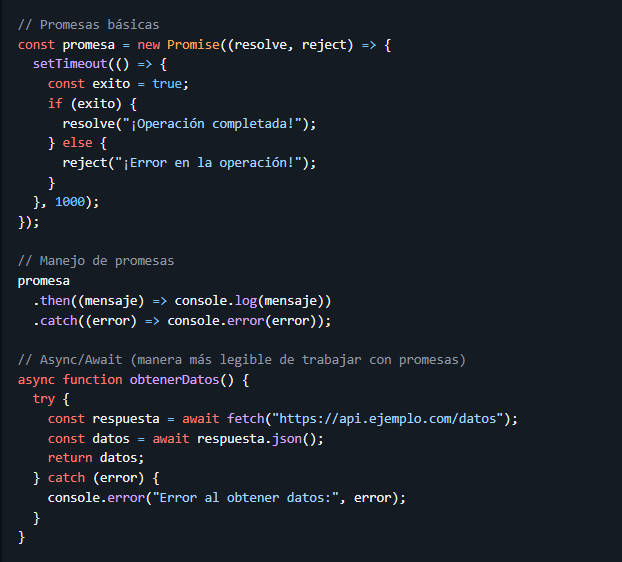 // Promesas básicas
const promesa = new Promise((resolve, reject) => {
  setTimeout(() => {
    const exito = true;
    if (exito) {
      resolve("¡Operación completada!");
    } else {
      reject("¡Error en la operación!");
    }
  }, 1000);
});

// Manejo de promesas
promesa
  .then((mensaje) => console.log(mensaje))
  .catch((error) => console.error(error));

// Async/Await (manera más legible de trabajar con promesas)
async function obtenerDatos() {
  try {
    const respuesta = await fetch("https://api.ejemplo.com/datos");
    const datos = await respuesta.json();
    return datos;
  } catch (error) {
    console.error("Error al obtener datos:", error);
  }
}